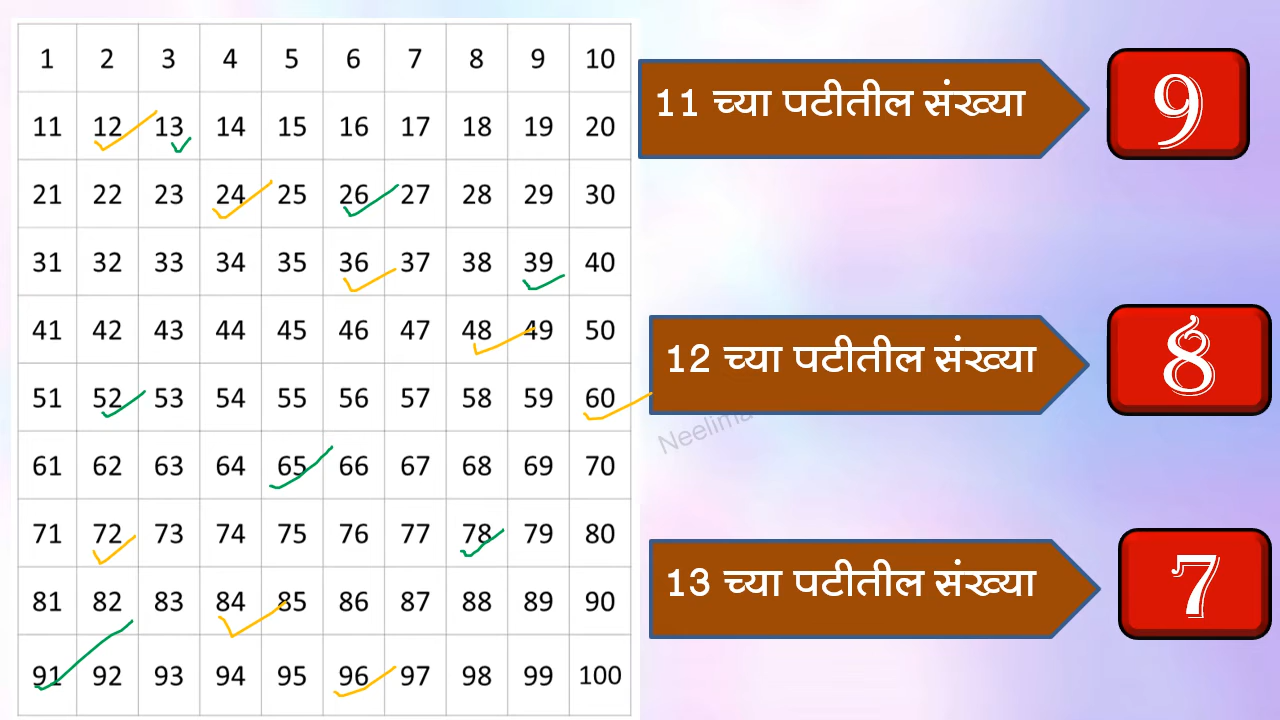 1 2 3 4 5 6 7 8 9 10
11 12 13 14 15 16 17 18 19 20
21 22 23 24 25 26 27 28 29 30
31 32 33 34 35 36 37 38 39 40
41 42 43 44 45 46 47 48 49 50
51 52 53 54 55 56 57 58 59 60
61 62 63 64 65 66 67 68 69 70
71 72 73 74 75 76 77 78 79 80
81 82 83 84 85 86 87 88 89 90
91 92 93 94 95 96 97 98 99 100
11 च्या पटीतील संख्या 9
12 च्या पटीतील संख्या 8
Neelima
13 च्या पटीतील संख्या 7